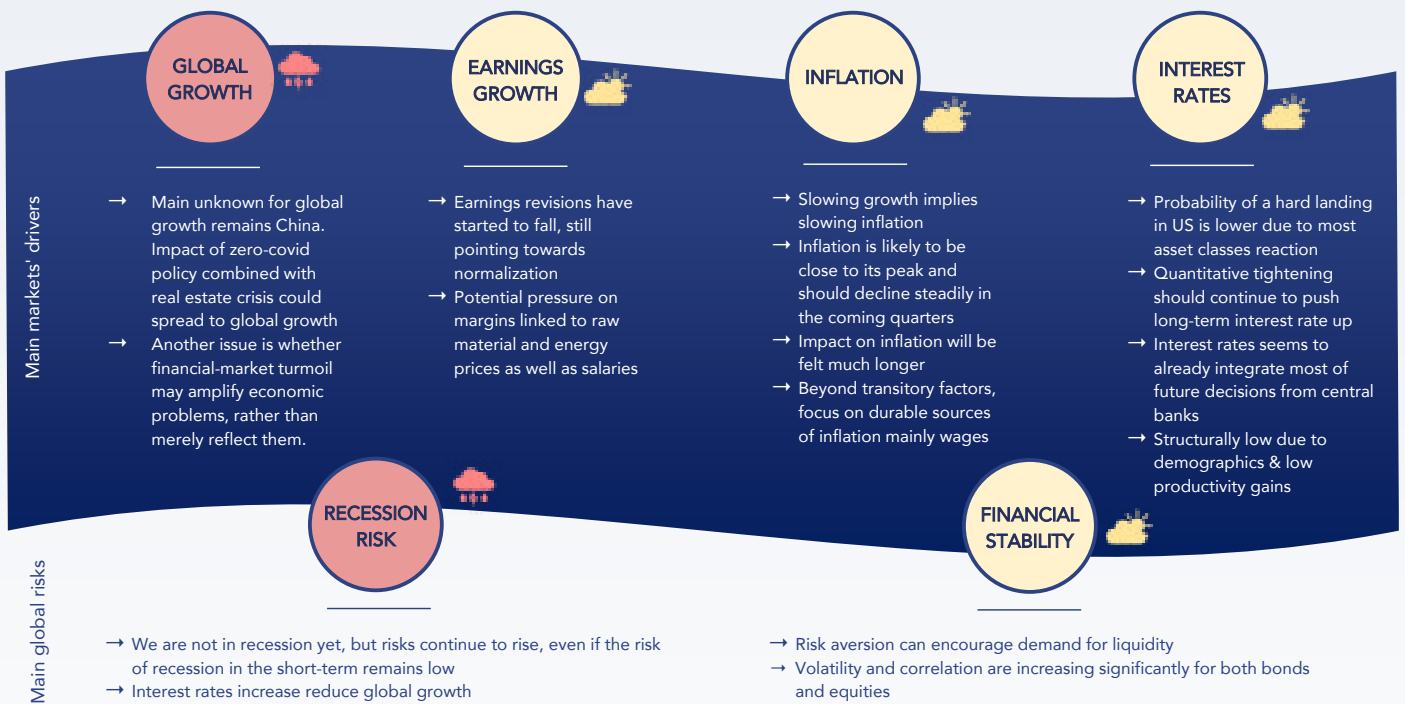 GLOBAL
GROWTH
EARNINGS
GROWTH
INFLATION
INTEREST
RATES
Main markets' drivers
→ Main unknown for global
growth remains China.
Impact of zero-covid
policy combined with
real estate crisis could
spread to global growth
→ Another issue is whether
financial-market turmoil
may amplify economic
problems, rather than
merely reflect them.
→ Earnings revisions have
started to fall, still
pointing towards
normalization
→ Potential pressure on
margins linked to raw
material and energy
prices as well as salaries
→ Slowing growth implies
slowing inflation
→ Inflation is likely to be
close to its peak and
should decline steadily in
the coming quarters
→ Impact on inflation will be
felt much longer
→ Beyond transitory factors,
focus on durable sources
of inflation mainly wages
→ Probability of a hard landing
in US is lower due to most
asset classes reaction
→ Quantitative tightening
should continue to push
long-term interest rate up
→ Interest rates seems to
already integrate most of
future decisions from central
banks
→ Structurally low due to
demographics & low
productivity gains
RECESSION
RISK
FINANCIAL
STABILITY
Main global risks
→ We are not in recession yet, but risks continue to rise, even if the risk
of recession in the short-term remains low
→ Interest rates increase reduce global growth
→ Risk aversion can encourage demand for liquidity
→ Volatility and correlation are increasing significantly for both bonds
and equities